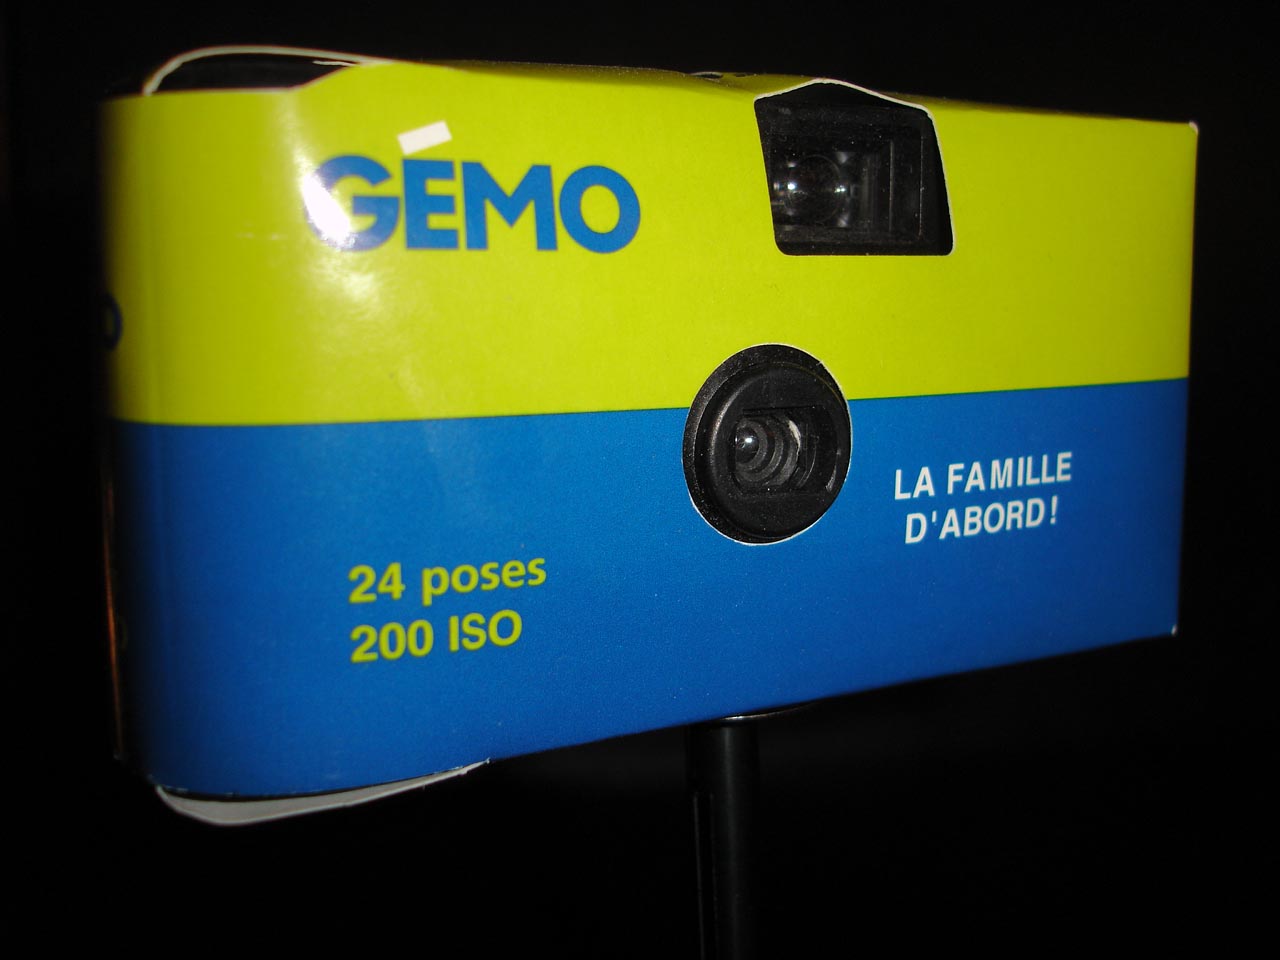 GÉMO
24 poses
200 ISO
LA FAMILLE
D'ABORD!